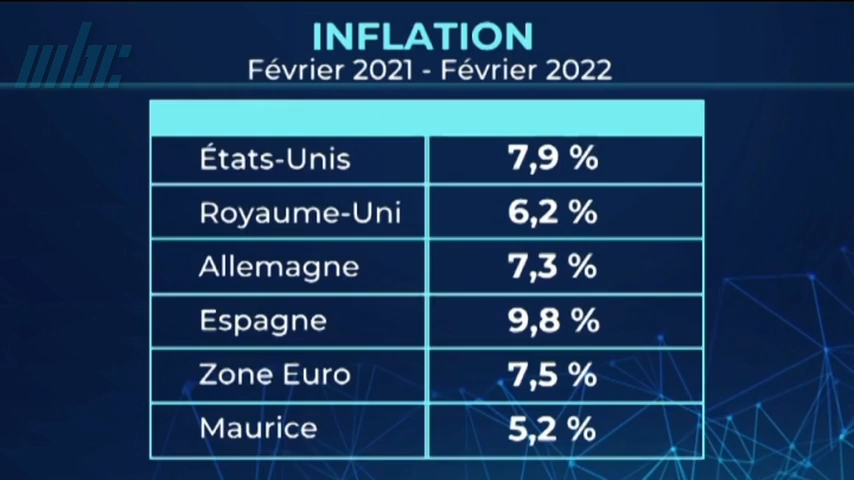 mbc
INFLATION
Février 2021 - Février 2022
États-Unis 7,9 %
Royaume-Uni 6,2 %
Allemagne 7,3 %
Espagne 9,8 %
Zone Euro 7,5 %
Maurice 5,2 %